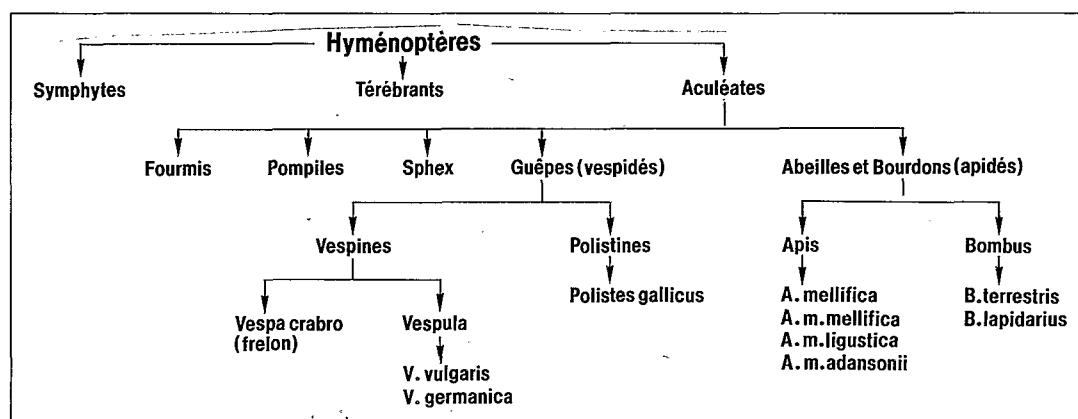 Hyménoptères
Symphytes Térébrants Aculéates
Fourmis Pompiles Sphex Guêpes (vespidés) Abeilles et Bourdons (apidés)
Vespines Polistines Apis Bombus
Vespa crabro
(frelon)
Vespula
V. vulgaris
V. germanica
Polistes gallicus
A. mellifica
A. m. mellifica
A. m. ligustica
A. m. adansonii
B. terrestris
B. lapidarius